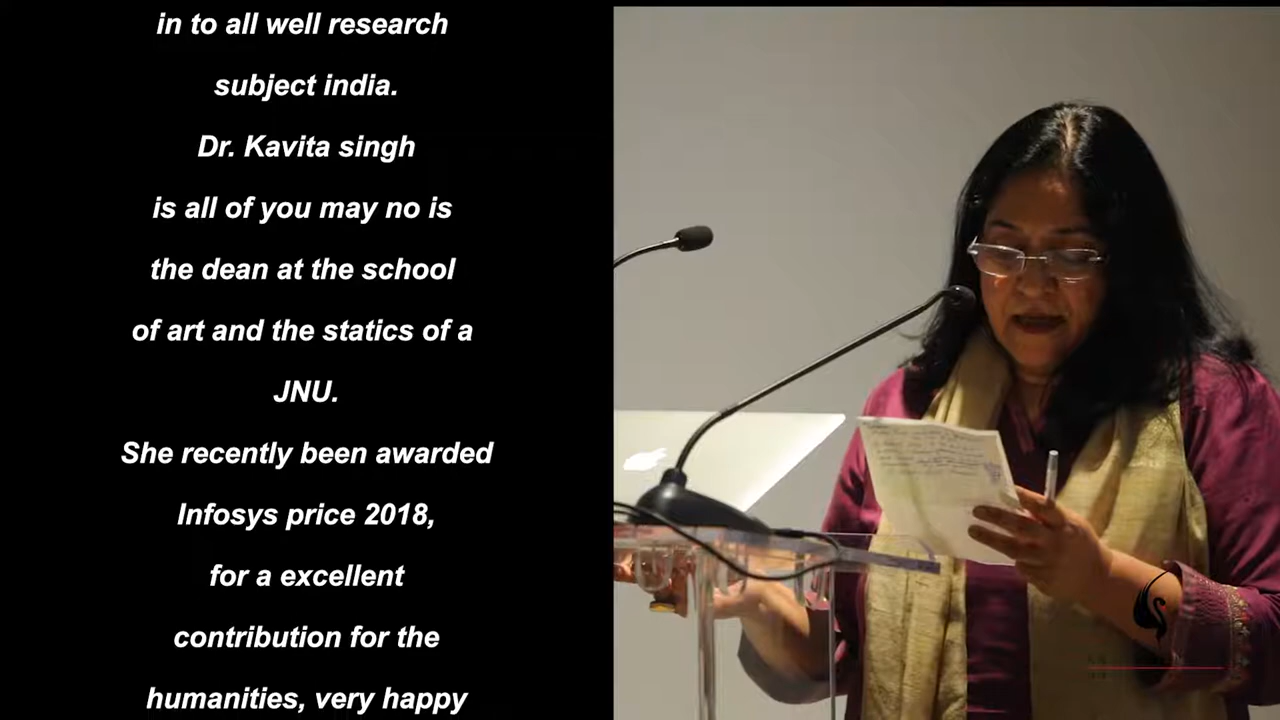 in to all well research
subject india.
Dr. Kavita singh
is all of you may no is
the dean at the school
of art and the statics of a
JNU.
She recently been awarded
Infosys price 2018,
for a excellent
contribution for the
humanities, very happy